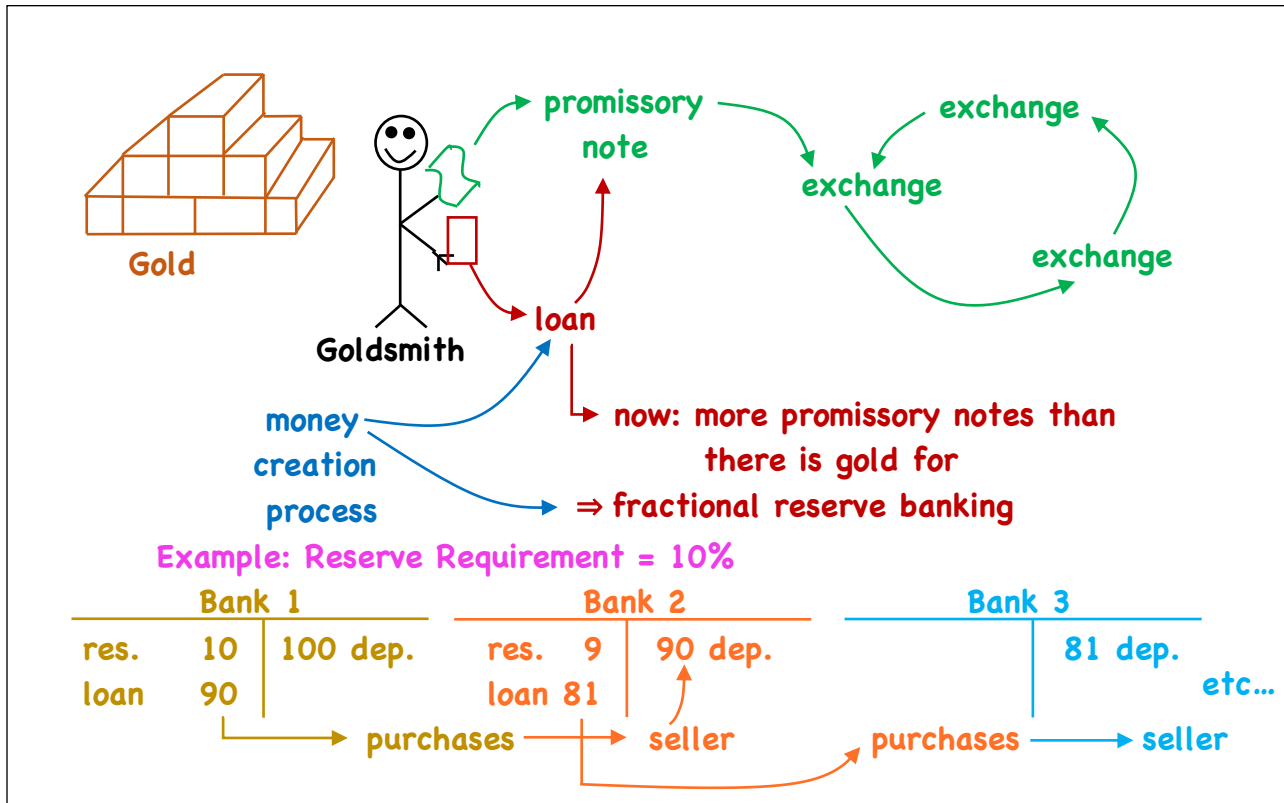 promissory
note
exchange
exchange
exchange
Gold
loan
Goldsmith
money
creation
process
now: more promissory notes than
there is gold for
⇒ fractional reserve banking
Example: Reserve Requirement = 10%
Bank 1
res. 10 100 dep.
loan 90
purchases
Bank 2
res. 9 90 dep.
loan 81
seller
Bank 3
81 dep.
etc...
purchases
seller